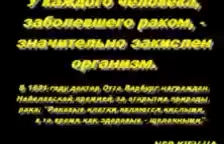 У каждого человека,
заболевшего раком, -
значительно закислен
организм.
В 1931 году доктор Отто Варбург награжден
Нобелевской премией за открытие природы
рака: "Раковые клетки являются кислыми,
в то время как здоровые - щелочными."